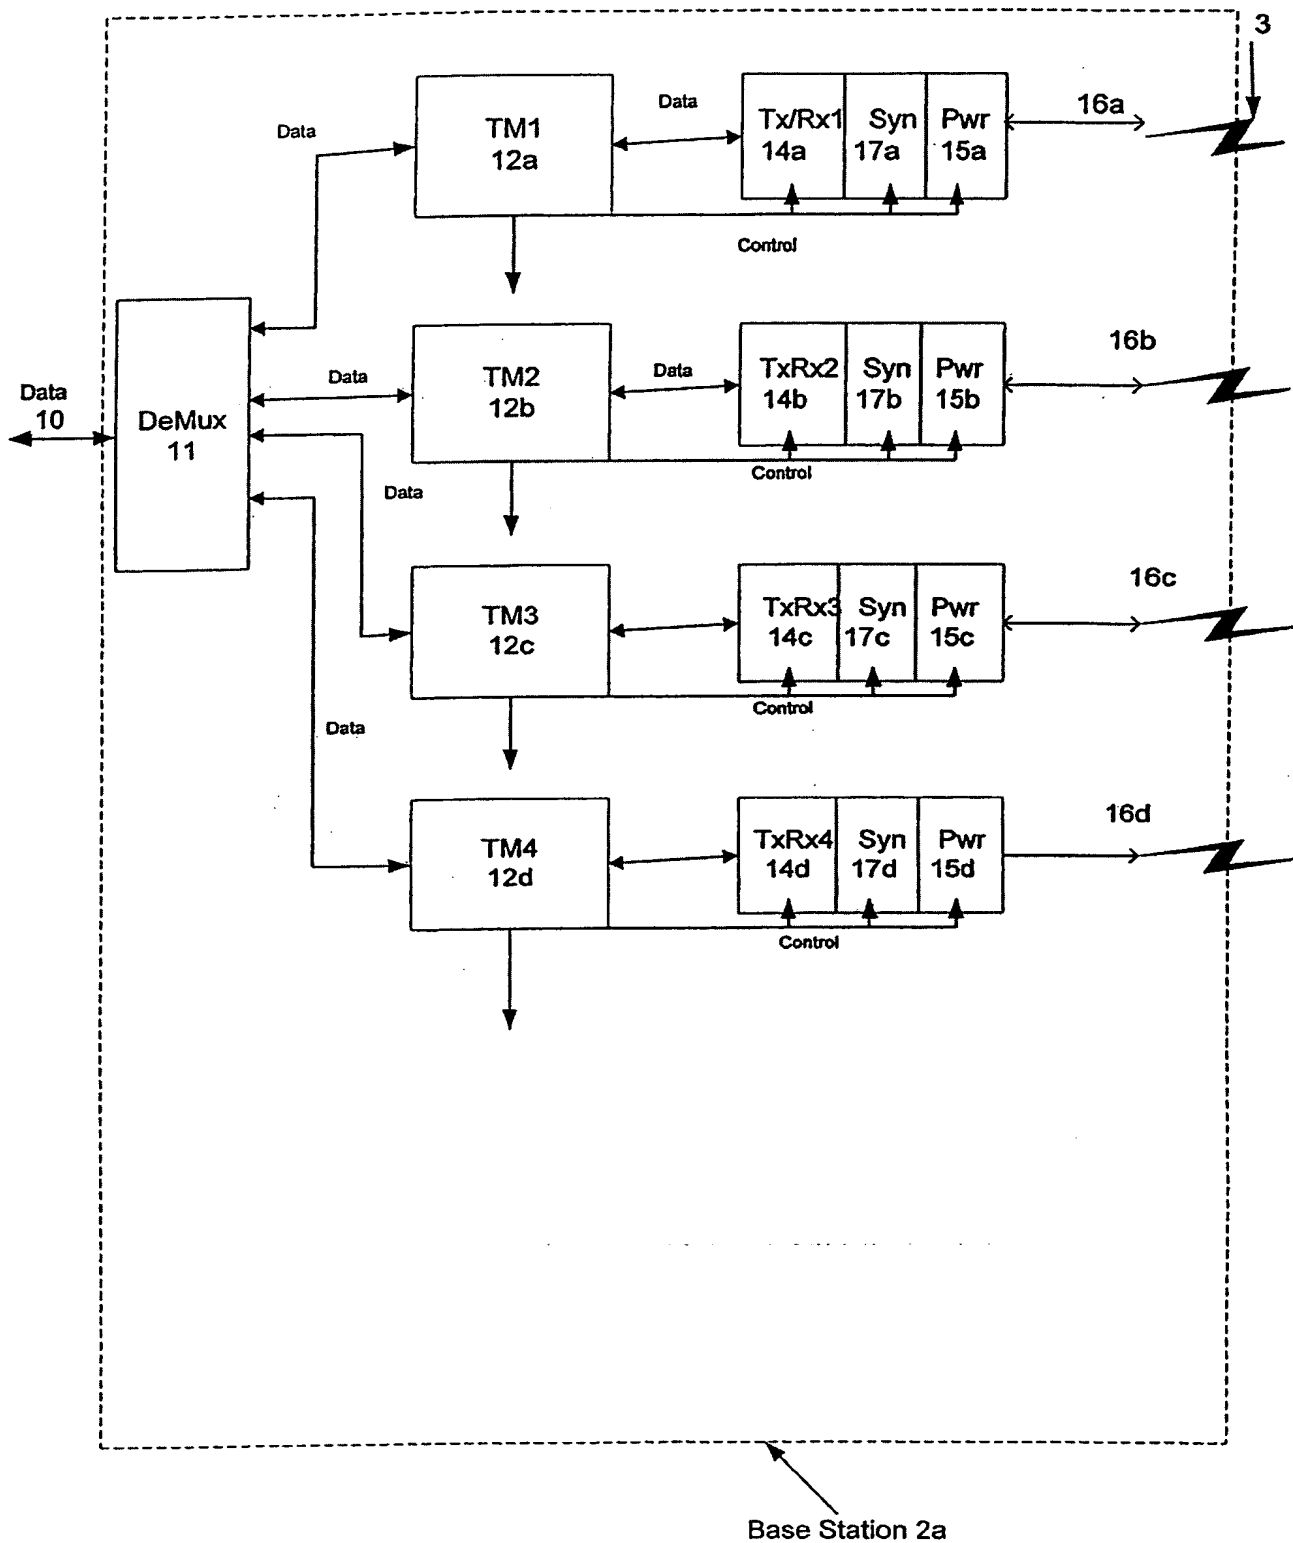 3
TM1
12a
Data
Data
Tx/Rx1
14a
Syn
17a
Pwr
15a
16a
Control
TM2
12b
Data
Data
TxRx2
14b
Syn
17b
Pwr
15b
16b
Control
Data
10
DeMux
11
Data
TM3
12c
TxRx3
14c
Syn
17c
Pwr
15c
16c
Control
Data
TM4
12d
TxRx4
14d
Syn
17d
Pwr
15d
16d
Control
Base Station 2a